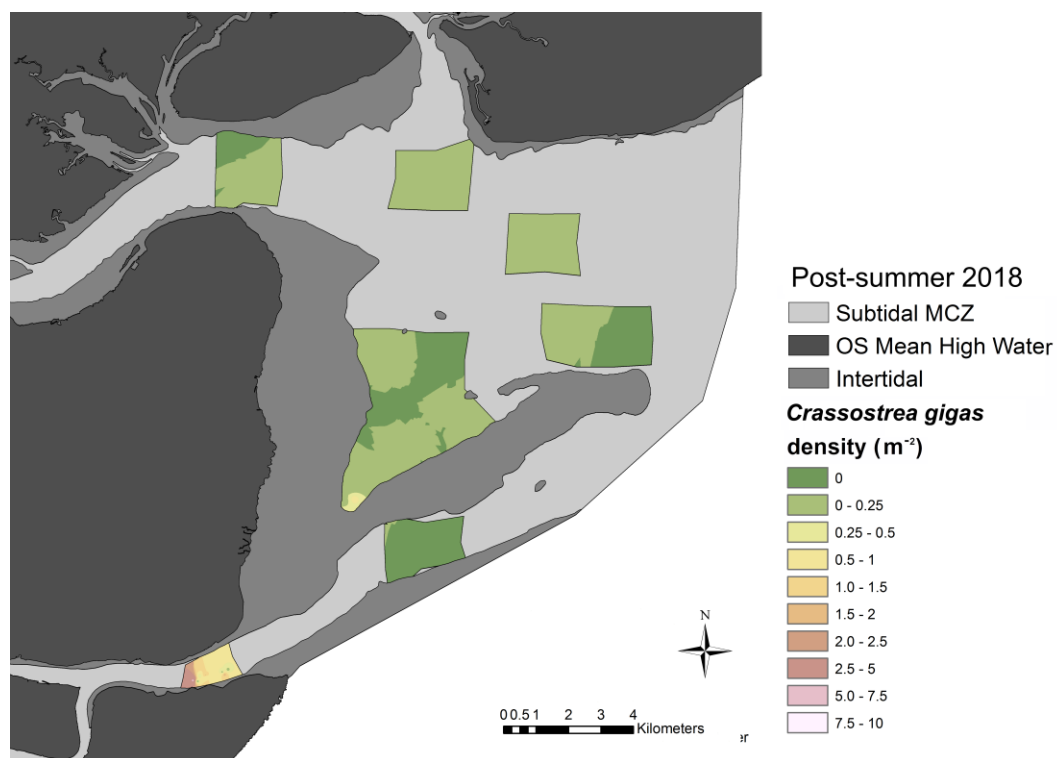 Post-summer 2018
Subtidal MCZ
OS Mean High Water
Intertidal
Crassostrea gigas
density (m⁻²)
0
0 - 0.25
0.25 - 0.5
0.5 - 1
1.0 - 1.5
1.5 - 2
2.0 - 2.5
2.5 - 5
5.0 - 7.5
7.5 - 10
N
0 0.5 1 2 3 4
Kilometers